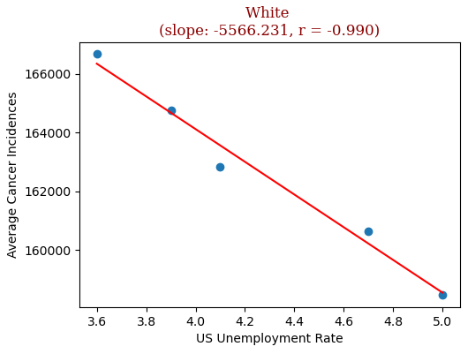 White
(slope: -5566.231, r = -0.990)
166000
164000
162000
160000
Average Cancer Incidences
3.6 3.8 4.0 4.2 4.4 4.6 4.8 5.0
US Unemployment Rate